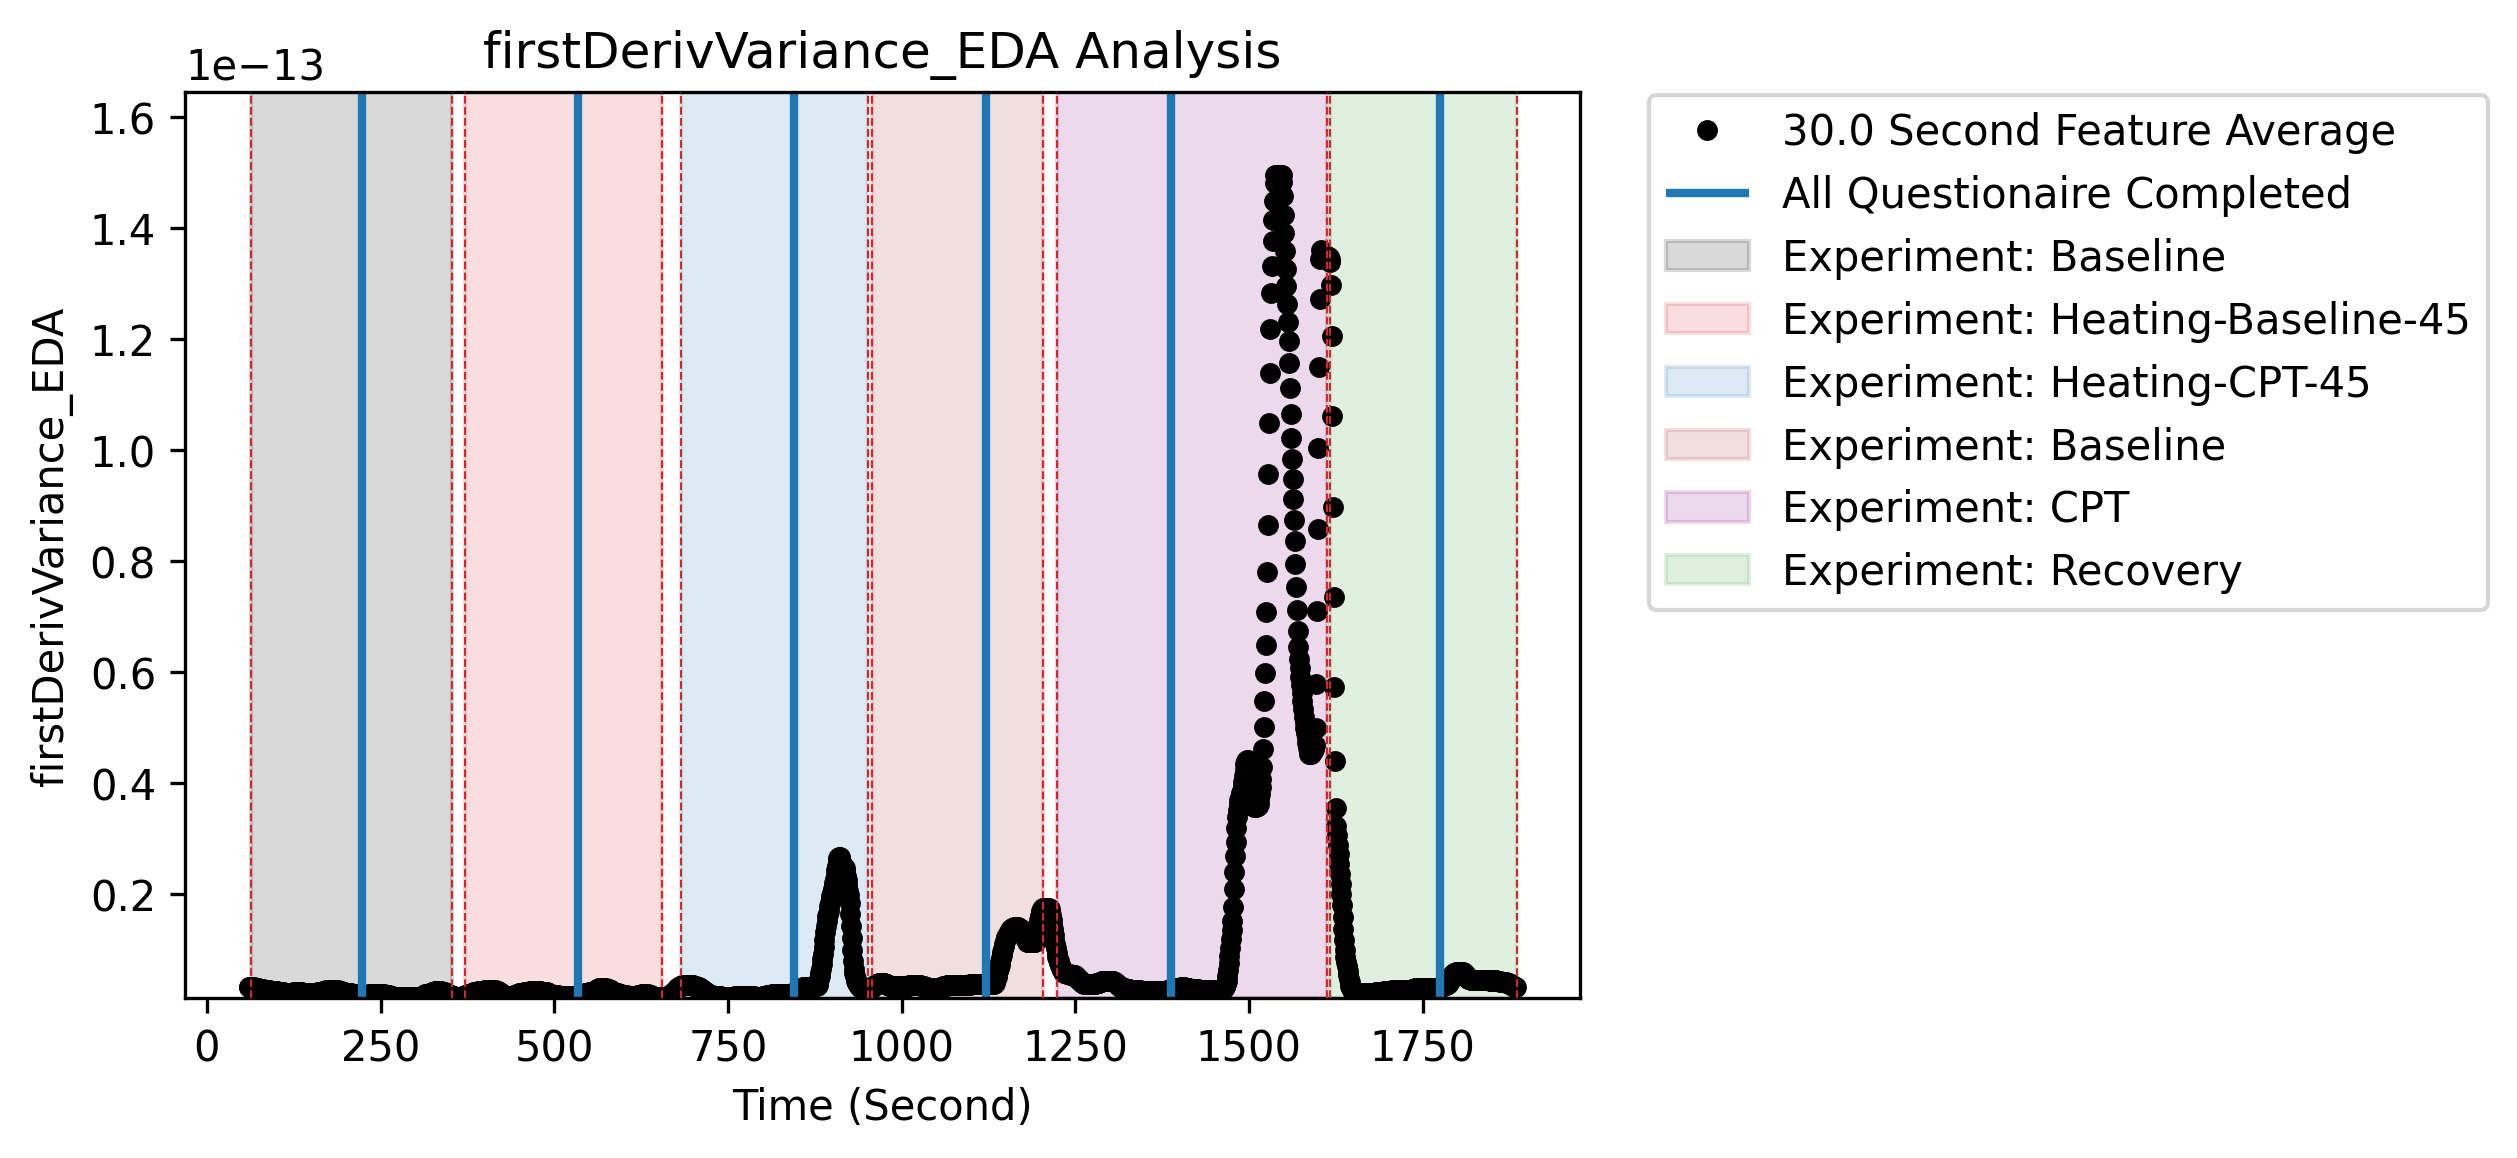 firstDerivVariance_EDA Analysis
1e−13
1.6
1.4
1.2
1.0
0.8
0.6
0.4
0.2
firstDerivVariance_EDA
0 250 500 750 1000 1250 1500 1750
Time (Second)
30.0 Second Feature Average
All Questionaire Completed
Experiment: Baseline
Experiment: Heating-Baseline-45
Experiment: Heating-CPT-45
Experiment: Baseline
Experiment: CPT
Experiment: Recovery